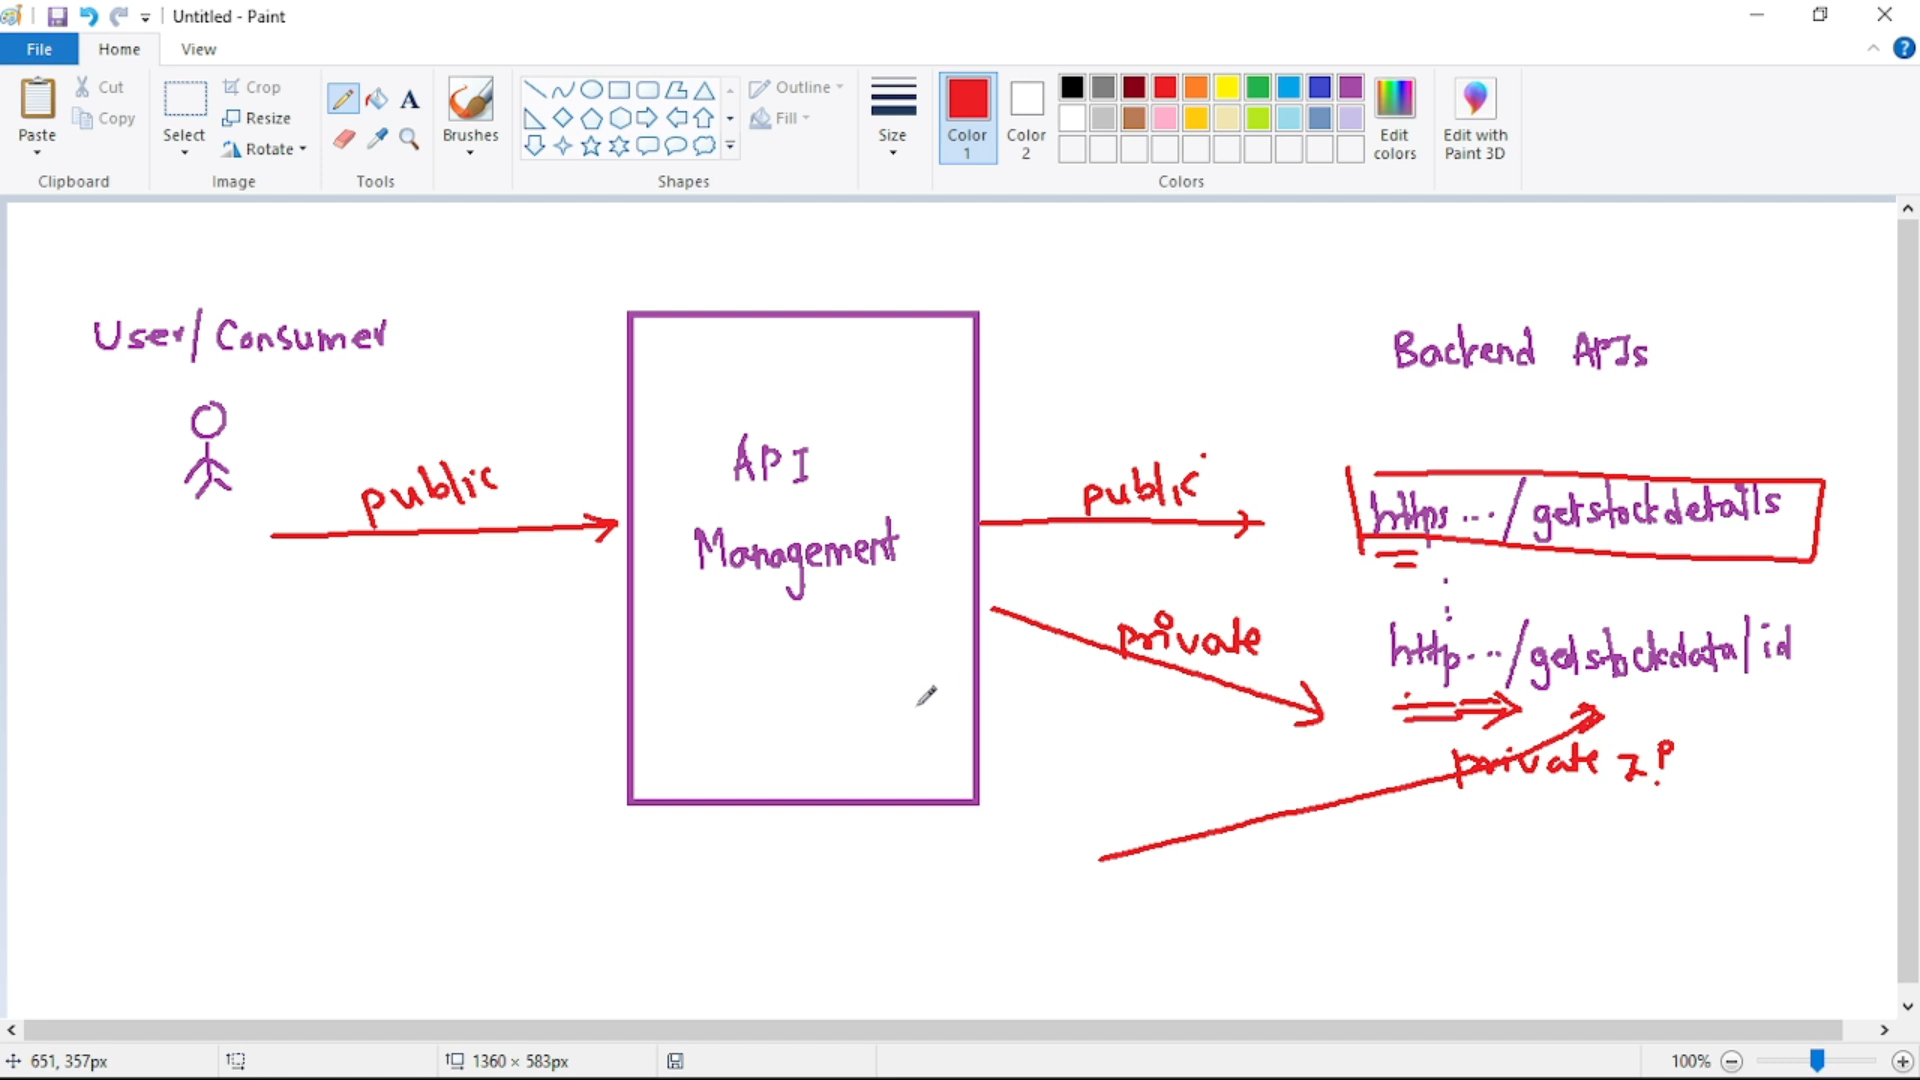 Untitled - Paint
File Home View
Paste
Cut
Copy
Clipboard
Select
Crop
Resize
Rotate
Image
A
Tools
Brushes
Outline
Fill
Shapes
Size
Color 1
Color 2
Edit colors
Edit with Paint 3D
Colors
User/Consumer
Backend APIs
API
Management
public
public
private
https .../getstockdetails
http.../getstockdata/id
private z?
651, 357px
1360 × 583px
100%